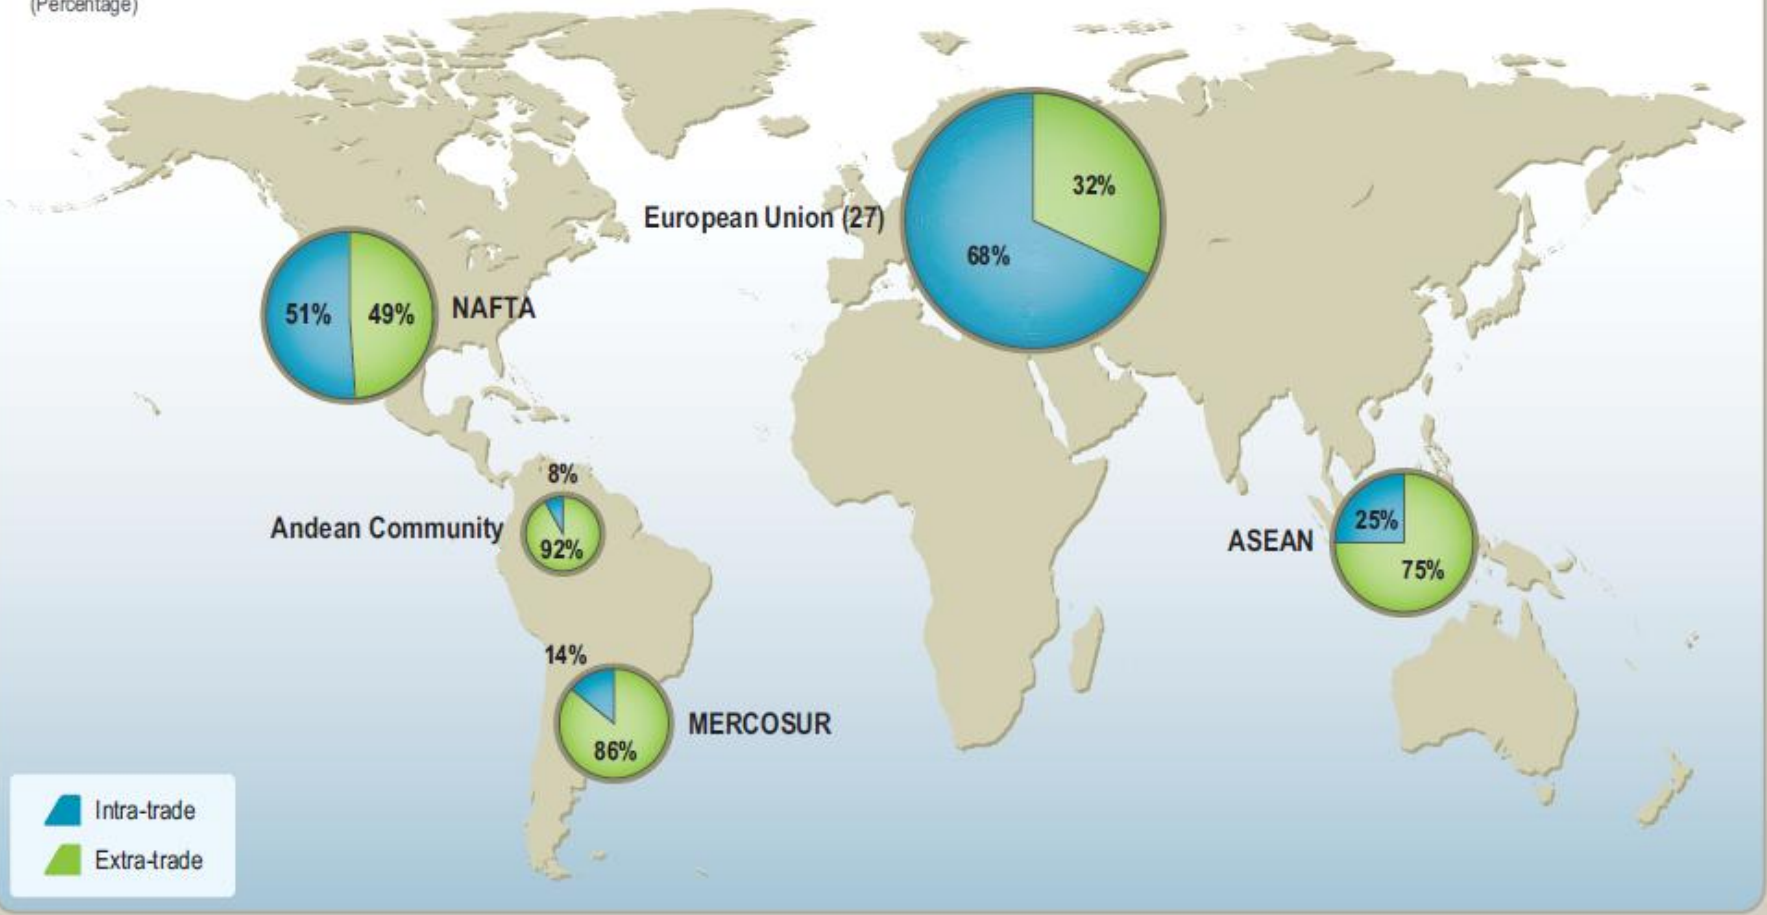 (Percentage)
32%
European Union (27)
68%
51%
49%
NAFTA
8%
Andean Community
92%
25%
ASEAN
75%
14%
MERCOSUR
86%
Intra-trade
Extra-trade